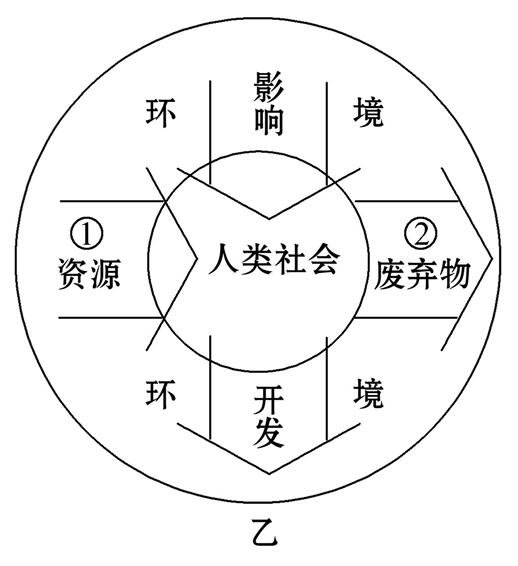 环 影响 境
① ②
资源 人类社会 废弃物
环 开发 境
乙